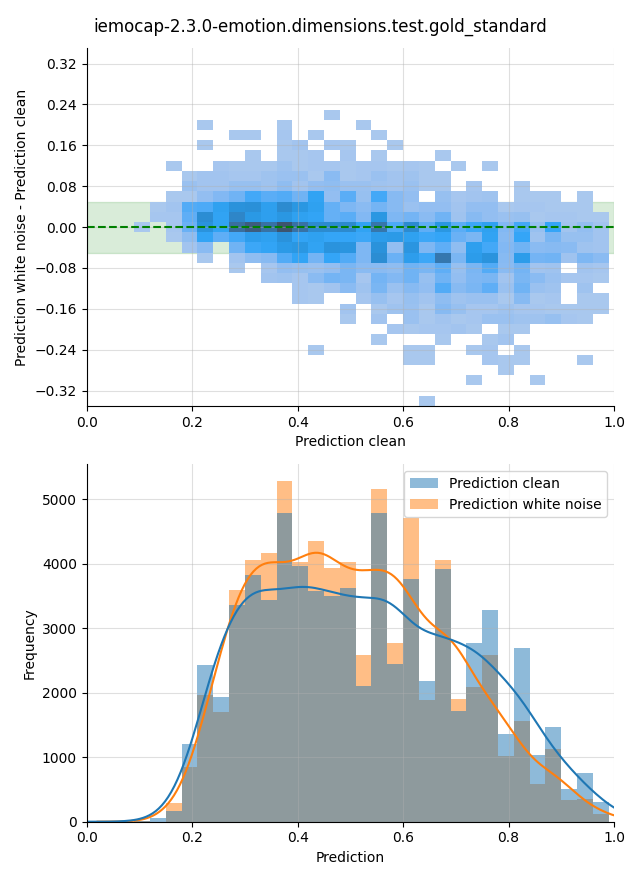 iemocap-2.3.0-emotion.dimensions.test.gold_standard
0.32
0.24
0.16
0.08
0.00
−0.08
−0.16
−0.24
−0.32
Prediction white noise - Prediction clean
0.0 0.2 0.4 0.6 0.8 1.0
Prediction clean
Prediction clean
Prediction white noise
5000
4000
3000
2000
1000
0
Frequency
0.0 0.2 0.4 0.6 0.8 1.0
Prediction